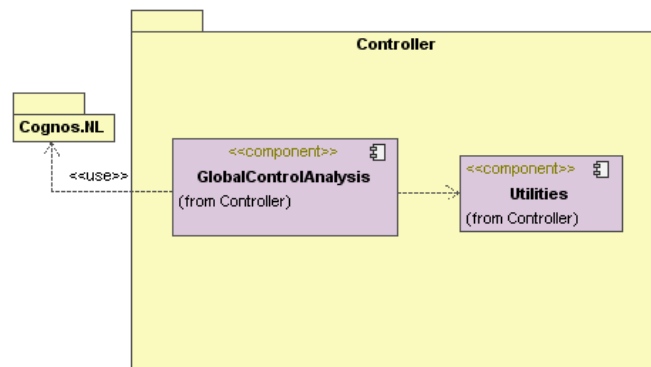 Controller
Cognos.NL
<<use>>
<<component>>
GlobalControlAnalysis
(from Controller)
<<component>>
Utilities
(from Controller)